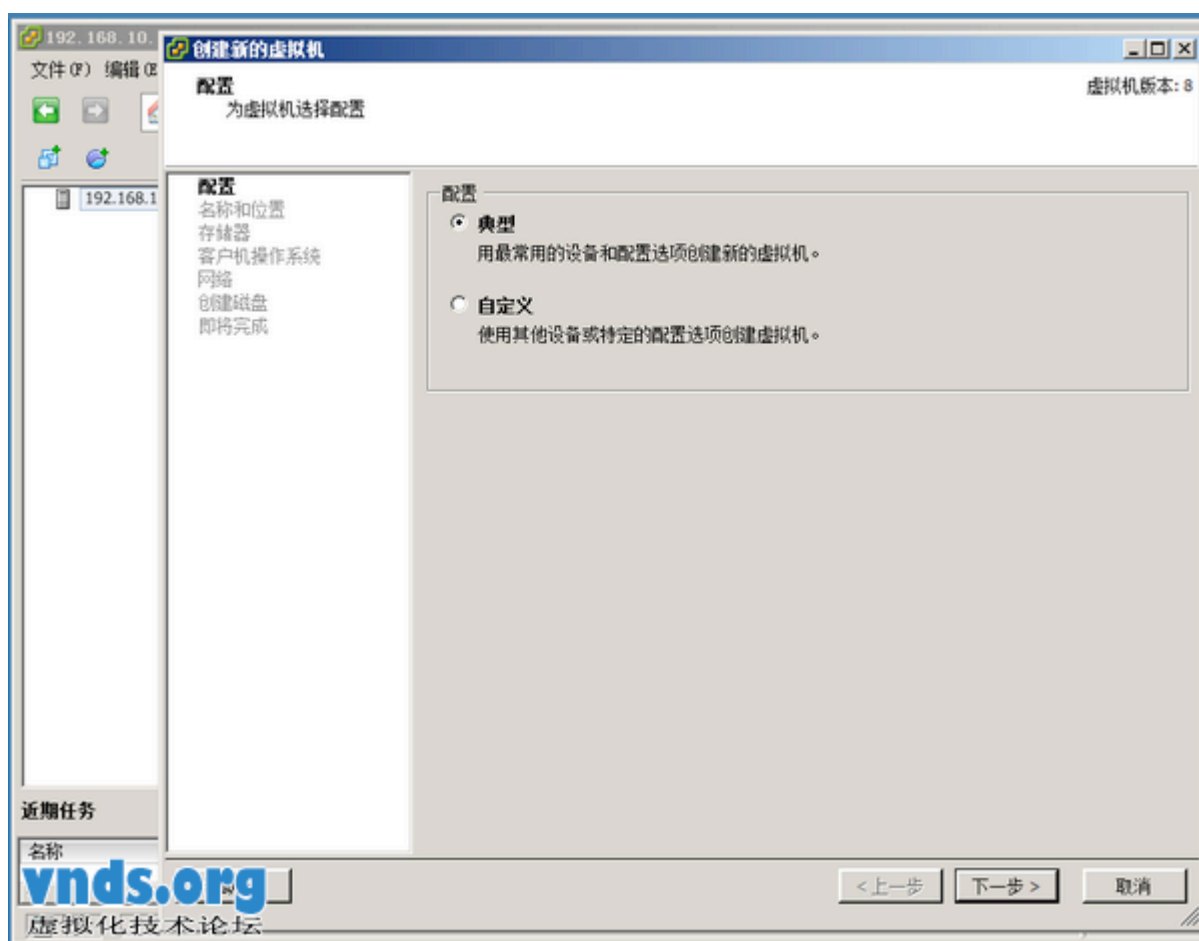 192.168.10.
创建新的虚拟机
文件(F) 编辑(E
配置
为虚拟机选择配置
虚拟机版本: 8
192.168.1
配置
名称和位置
存储器
客户机操作系统
网络
创建磁盘
即将完成
配置
典型
用最常用的设备和配置选项创建新的虚拟机。
自定义
使用其他设备或特定的配置选项创建虚拟机。
近期任务
名称
<上一步
下一步 >
取消
vnds.org
虚拟化技术论坛